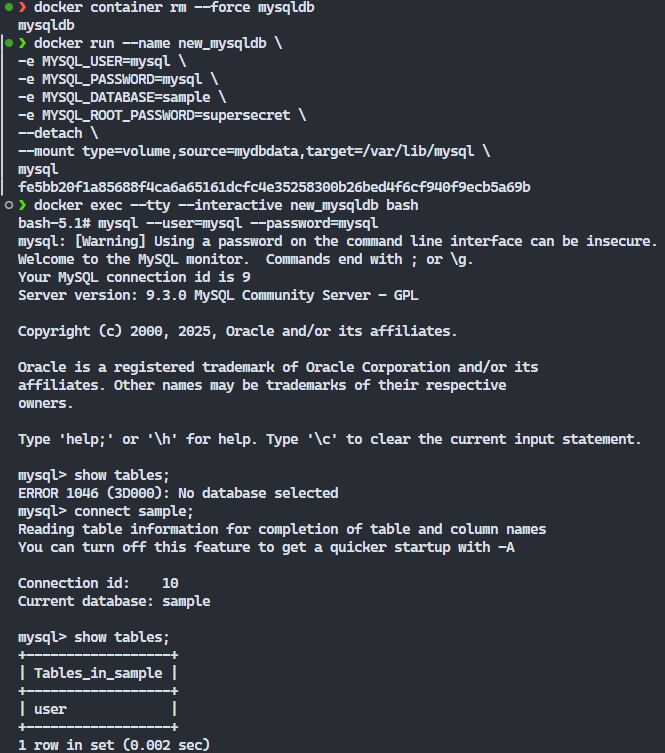 ❯ docker container rm --force mysqldb
mysqldb
❯ docker run --name new_mysqldb \
-e MYSQL_USER=mysql \
-e MYSQL_PASSWORD=mysql \
-e MYSQL_DATABASE=sample \
-e MYSQL_ROOT_PASSWORD=supersecret \
--detach \
--mount type=volume,source=mydbdata,target=/var/lib/mysql \
mysql
fe5bb20f1a85688f4ca6a65161dcfc4e35258300b26bed4f6cf940f9ecb5a69b
❯ docker exec --tty --interactive new_mysqldb bash
bash-5.1# mysql --user=mysql --password=mysql
mysql: [Warning] Using a password on the command line interface can be insecure.
Welcome to the MySQL monitor.  Commands end with ; or \g.
Your MySQL connection id is 9
Server version: 9.3.0 MySQL Community Server - GPL

Copyright (c) 2000, 2025, Oracle and/or its affiliates.

Oracle is a registered trademark of Oracle Corporation and/or its
affiliates. Other names may be trademarks of their respective
owners.

Type 'help;' or '\h' for help. Type '\c' to clear the current input statement.

mysql> show tables;
ERROR 1046 (3D000): No database selected
mysql> connect sample;
Reading table information for completion of table and column names
You can turn off this feature to get a quicker startup with -A

Connection id:    10
Current database: sample

mysql> show tables;
+------------------+
| Tables_in_sample |
+------------------+
| user             |
+------------------+
1 row in set (0.002 sec)